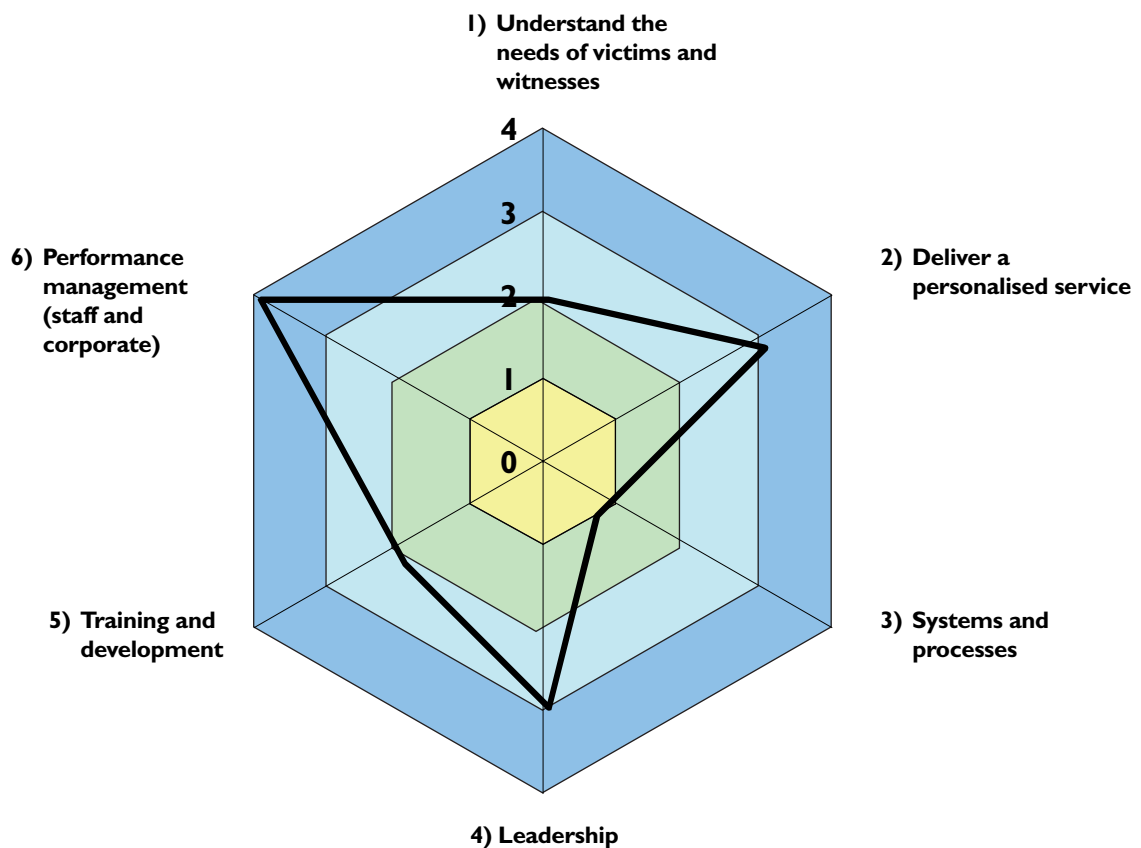 1) Understand the
needs of victims and
witnesses
4
3
2
1
0
2) Deliver a
personalised service
3) Systems and
processes
4) Leadership
5) Training and
development
6) Performance
management
(staff and
corporate)